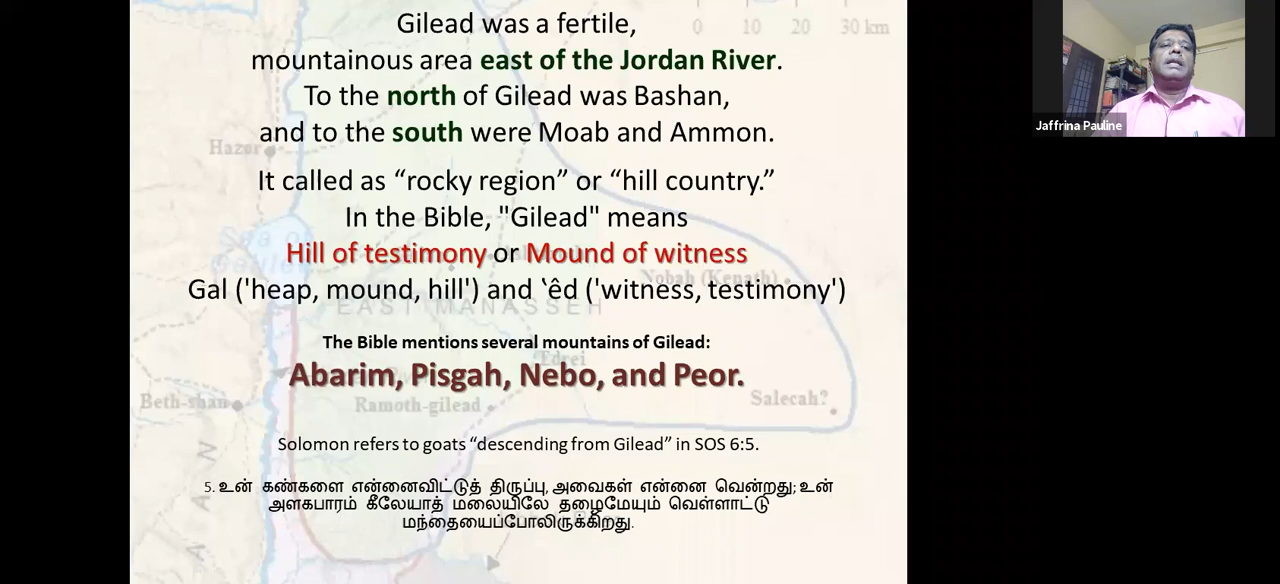 Gilead was a fertile,
mountainous area east of the Jordan River.
To the north of Gilead was Bashan,
and to the south were Moab and Ammon.
It called as “rocky region” or “hill country.”
In the Bible, "Gilead" means
Hill of testimony or Mound of witness
Gal ('heap, mound, hill') and ʽêd ('witness, testimony')
The Bible mentions several mountains of Gilead:
Abarim, Pisgah, Nebo, and Peor.
Solomon refers to goats “descending from Gilead” in SOS 6:5.
5. உன் கண்களை என்னைவிட்டுத் திருப்பு, அவைகள் என்னை வென்றது; உன்
அளகபாரம் கீலேயாத் மலையிலே தழைமேயும் வெள்ளாட்டு
மந்தையைப்போலிருக்கிறது.
0 10 20 30 km
Hazor
Sea of
Nobah (Kenath)
EAST MANASSEH
Edrei
Beth-shan
Ramoth-gilead
Salecah?
Jaffrina Pauline